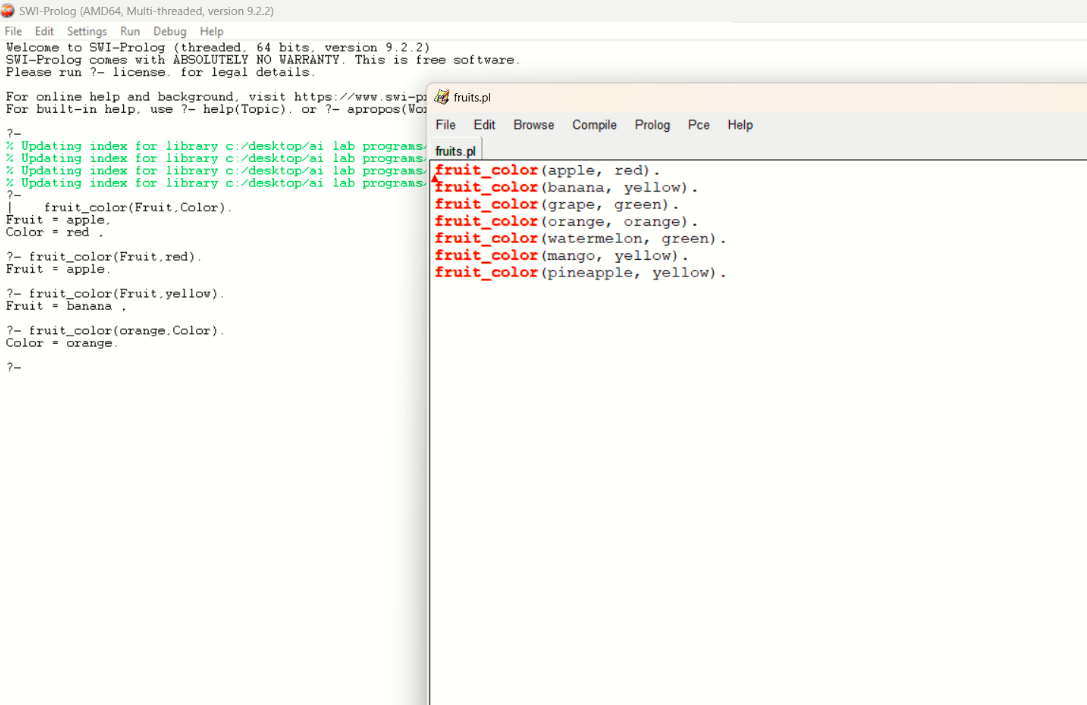 SWI-Prolog (AMD64, Multi-threaded, version 9.2.2)
File Edit Settings Run Debug Help
Welcome to SWI-Prolog (threaded, 64 bits, version 9.2.2)
SWI-Prolog comes with ABSOLUTELY NO WARRANTY. This is free software.
Please run ?- license. for legal details.
For online help and background, visit https://www.swi-pr
For built-in help, use ?- help(Topic). or ?- apropos(Wor
?-
% Updating index for library c:/desktop/ai lab programs/
% Updating index for library c:/desktop/ai lab programs/
% Updating index for library c:/desktop/ai lab programs/
% Updating index for library c:/desktop/ai lab programs/
?-
| fruit_color(Fruit,Color).
Fruit = apple,
Color = red .
?- fruit_color(Fruit,red).
Fruit = apple.
?- fruit_color(Fruit,yellow).
Fruit = banana .
?- fruit_color(orange,Color).
Color = orange.
?-
fruits.pl
File Edit Browse Compile Prolog Pce Help
fruits.pl
fruit_color(apple, red).
fruit_color(banana, yellow).
fruit_color(grape, green).
fruit_color(orange, orange).
fruit_color(watermelon, green).
fruit_color(mango, yellow).
fruit_color(pineapple, yellow).